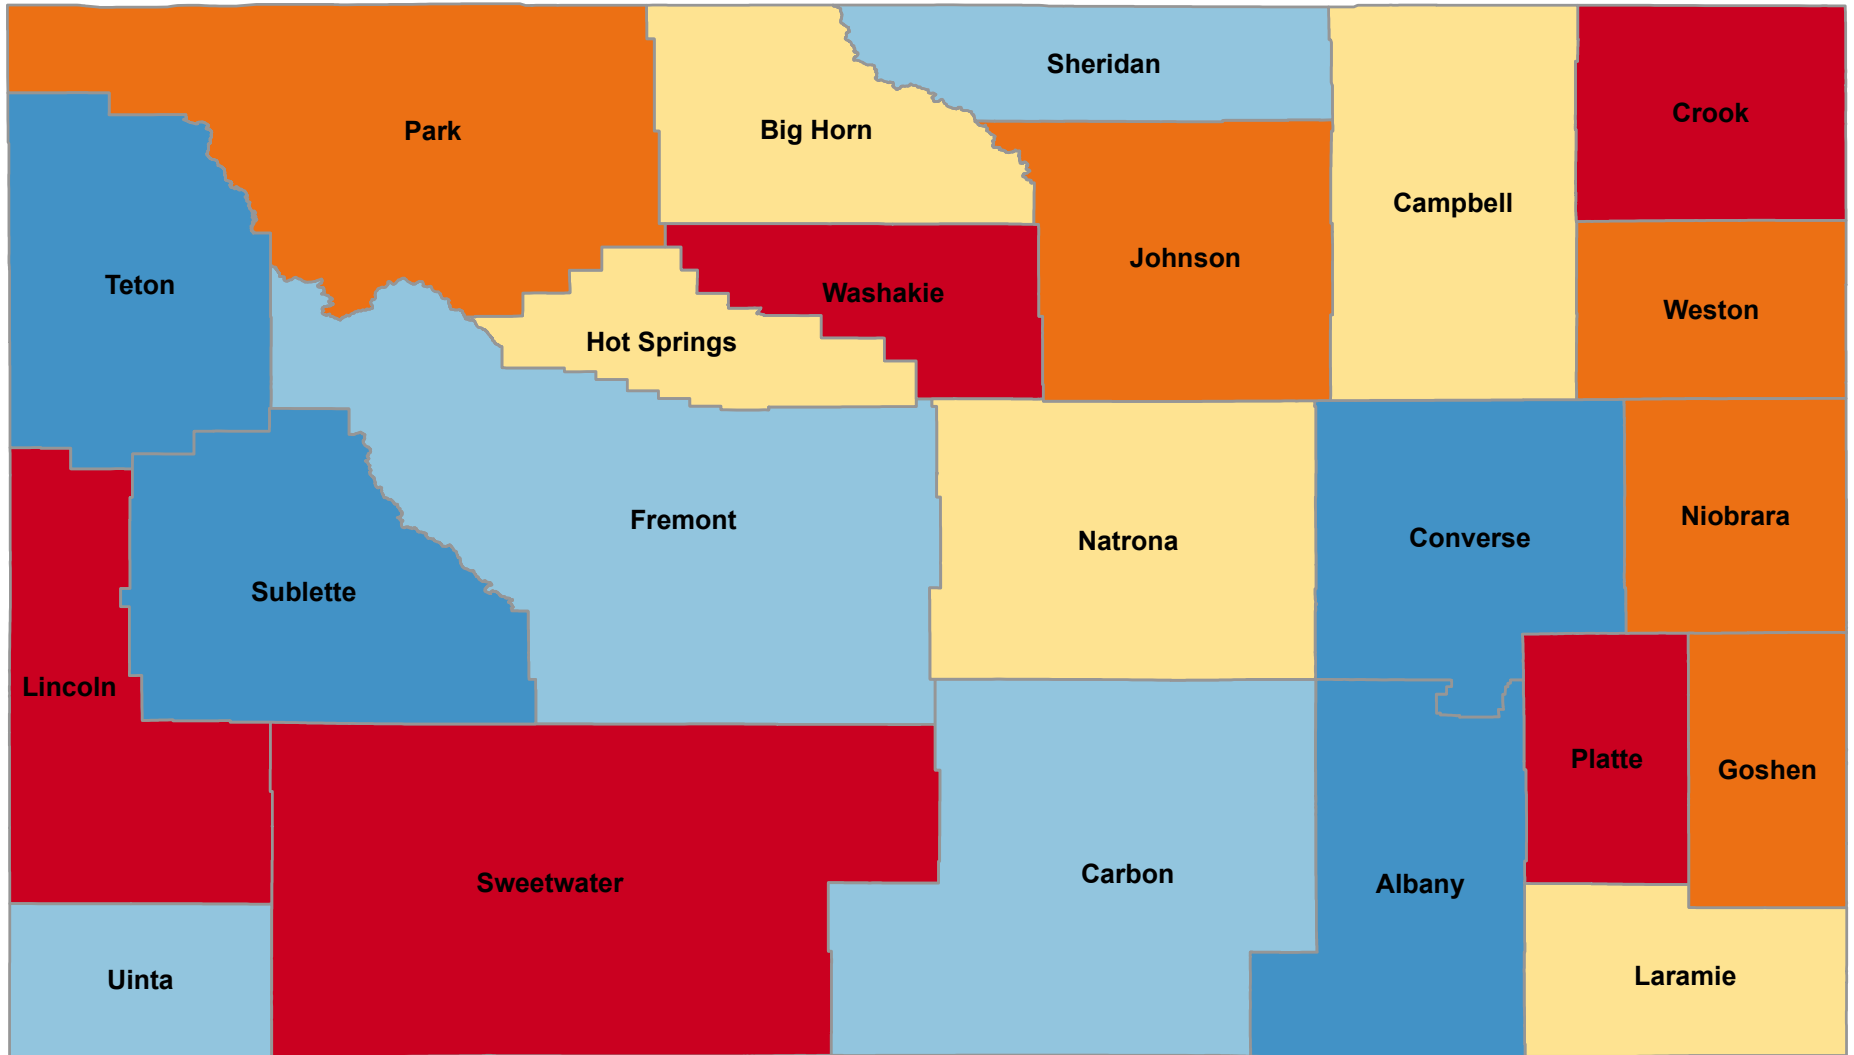 Sheridan
Crook
Park
Big Horn
Campbell
Johnson
Teton
Washakie
Weston
Hot Springs
Niobrara
Fremont
Converse
Natrona
Sublette
Lincoln
Platte
Goshen
Carbon
Sweetwater
Albany
Laramie
Uinta